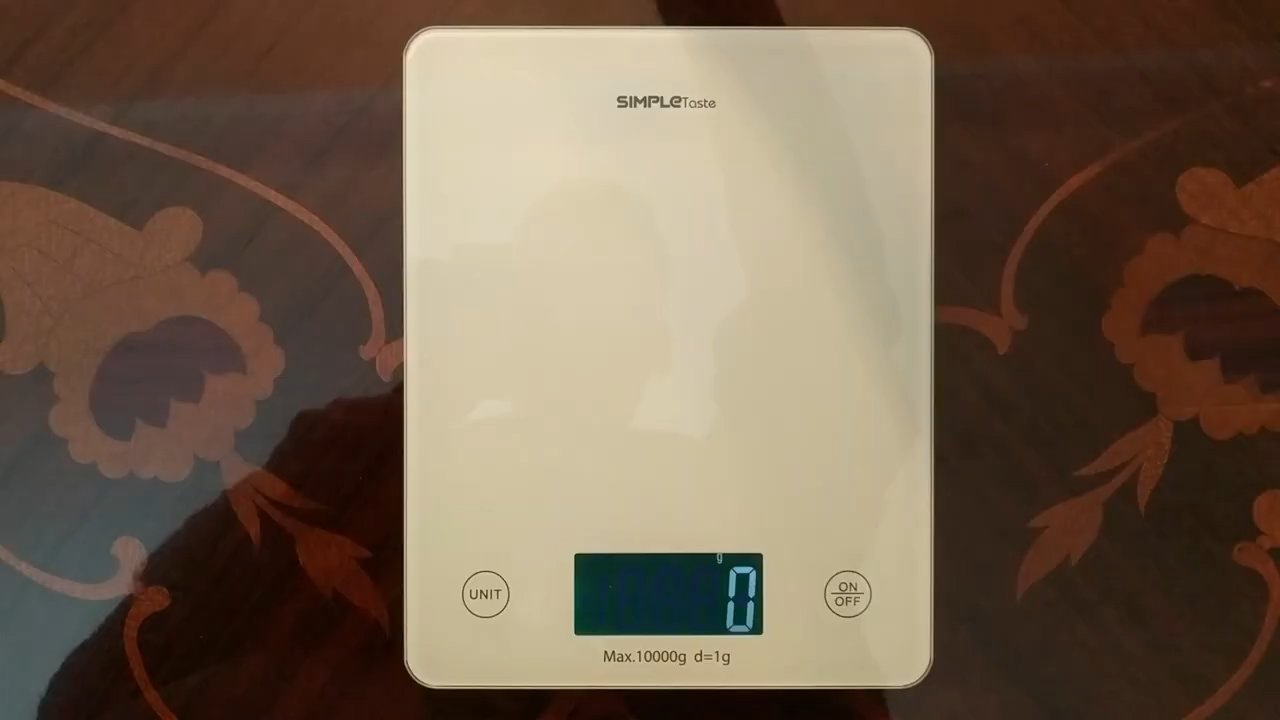 SIMPLETaste
g
0
UNIT
ON
OFF
Max.10000g d=1g